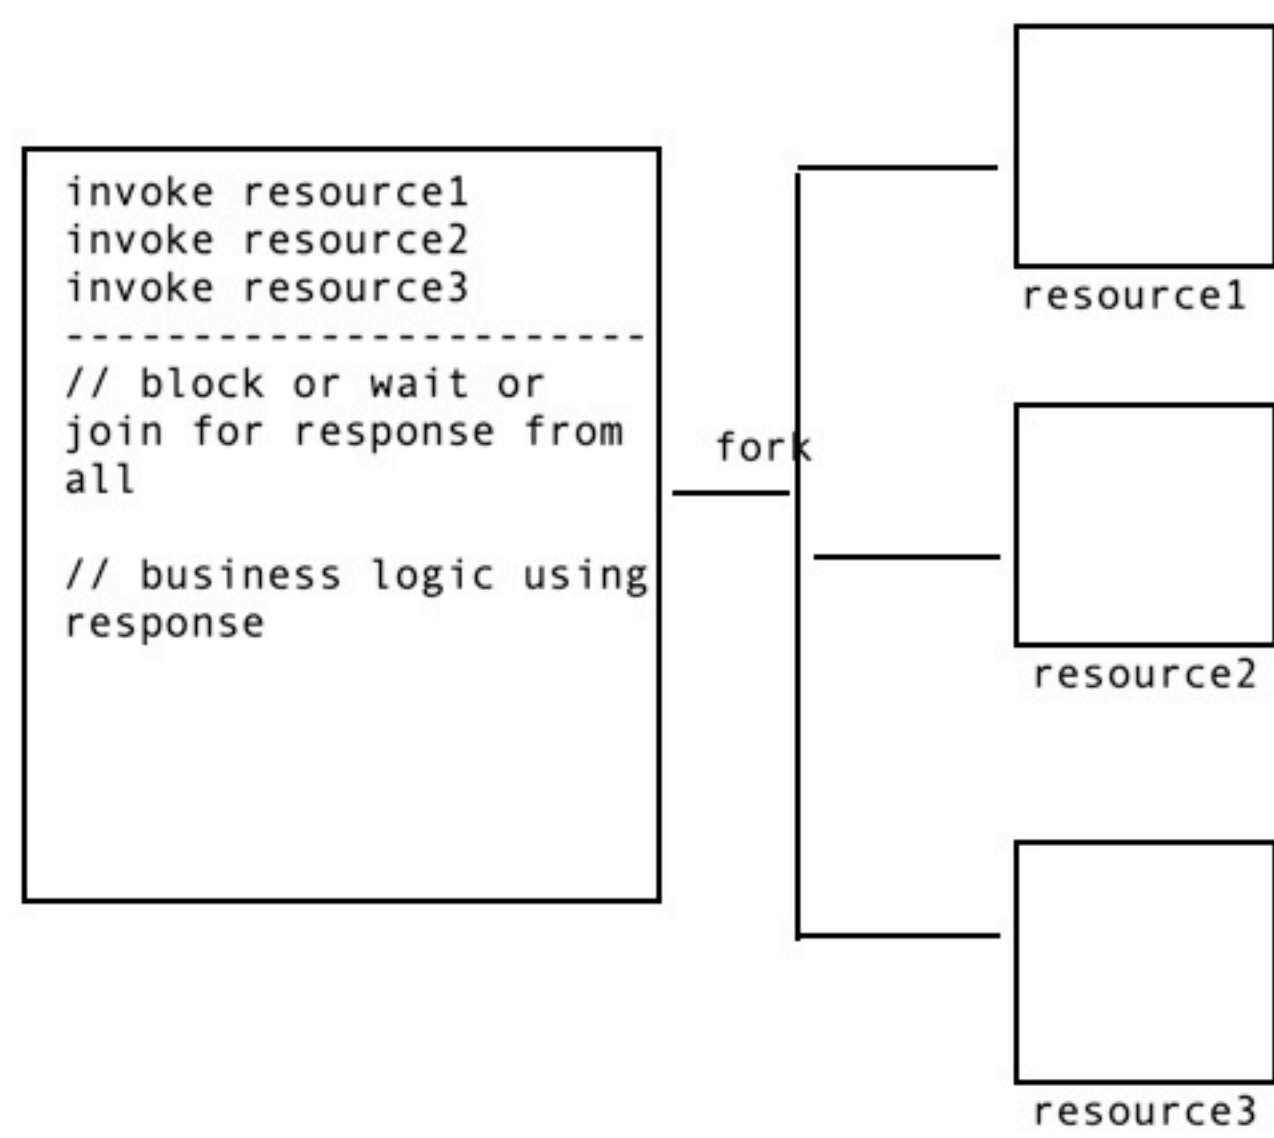 invoke resource1
invoke resource2
invoke resource3
-----------------------
// block or wait or
join for response from
all
// business logic using
response
fork
resource1
resource2
resource3